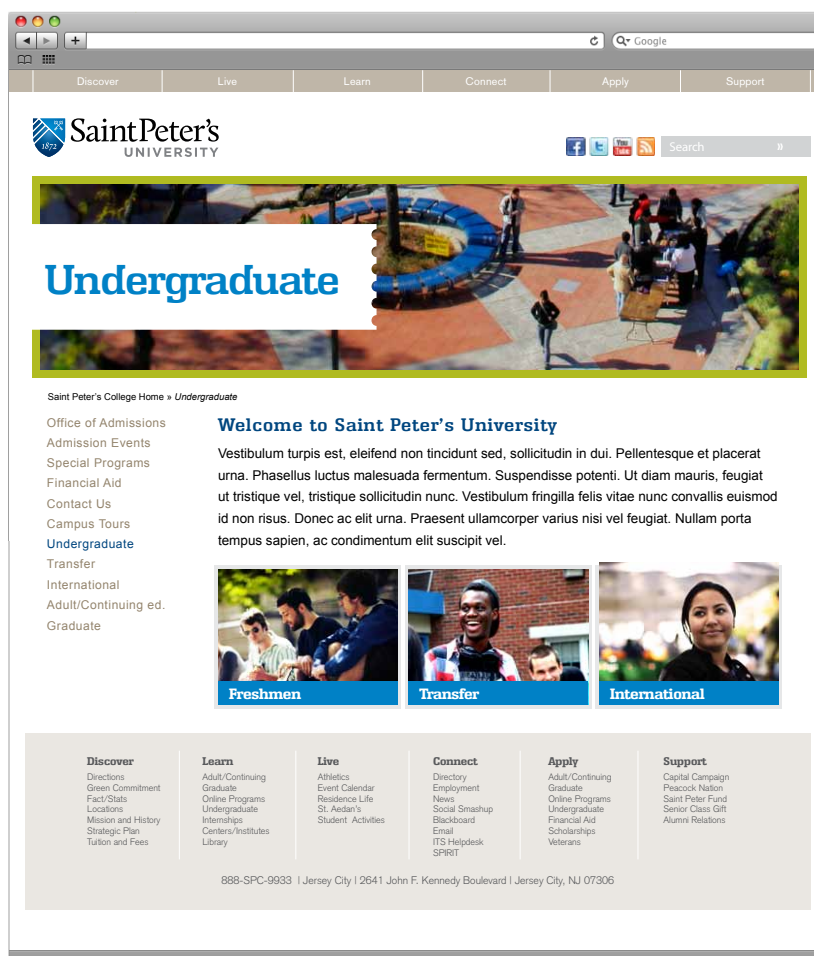 Google
Discover Live Learn Connect Apply Support
1872
Saint Peter's
UNIVERSITY
You Tube Search »
Undergraduate
Saint Peter's College Home » Undergraduate
Office of Admissions
Admission Events
Special Programs
Financial Aid
Contact Us
Campus Tours
Undergraduate
Transfer
International
Adult/Continuing ed.
Graduate
Welcome to Saint Peter's University
Vestibulum turpis est, eleifend non tincidunt sed, sollicitudin in dui. Pellentesque et placerat
urna. Phasellus luctus malesuada fermentum. Suspendisse potenti. Ut diam mauris, feugiat
ut tristique vel, tristique sollicitudin nunc. Vestibulum fringilla felis vitae nunc convallis euismod
id non risus. Donec ac elit urna. Praesent ullamcorper varius nisi vel feugiat. Nullam porta
tempus sapien, ac condimentum elit suscipit vel.
Freshmen
Transfer
International
Discover
Directions
Green Commitment
Fact/Stats
Locations
Mission and History
Strategic Plan
Tuition and Fees
Learn
Adult/Continuing
Graduate
Online Programs
Undergraduate
Internships
Centers/Institutes
Library
Live
Athletics
Event Calendar
Residence Life
St. Aedan's
Student Activities
Connect
Directory
Employment
News
Social Smashup
Blackboard
Email
ITS Helpdesk
SPIRIT
Apply
Adult/Continuing
Graduate
Online Programs
Undergraduate
Financial Aid
Scholarships
Veterans
Support
Capital Campaign
Peacock Nation
Saint Peter Fund
Senior Class Gift
Alumni Relations
888-SPC-9933 | Jersey City | 2641 John F. Kennedy Boulevard | Jersey City, NJ 07306